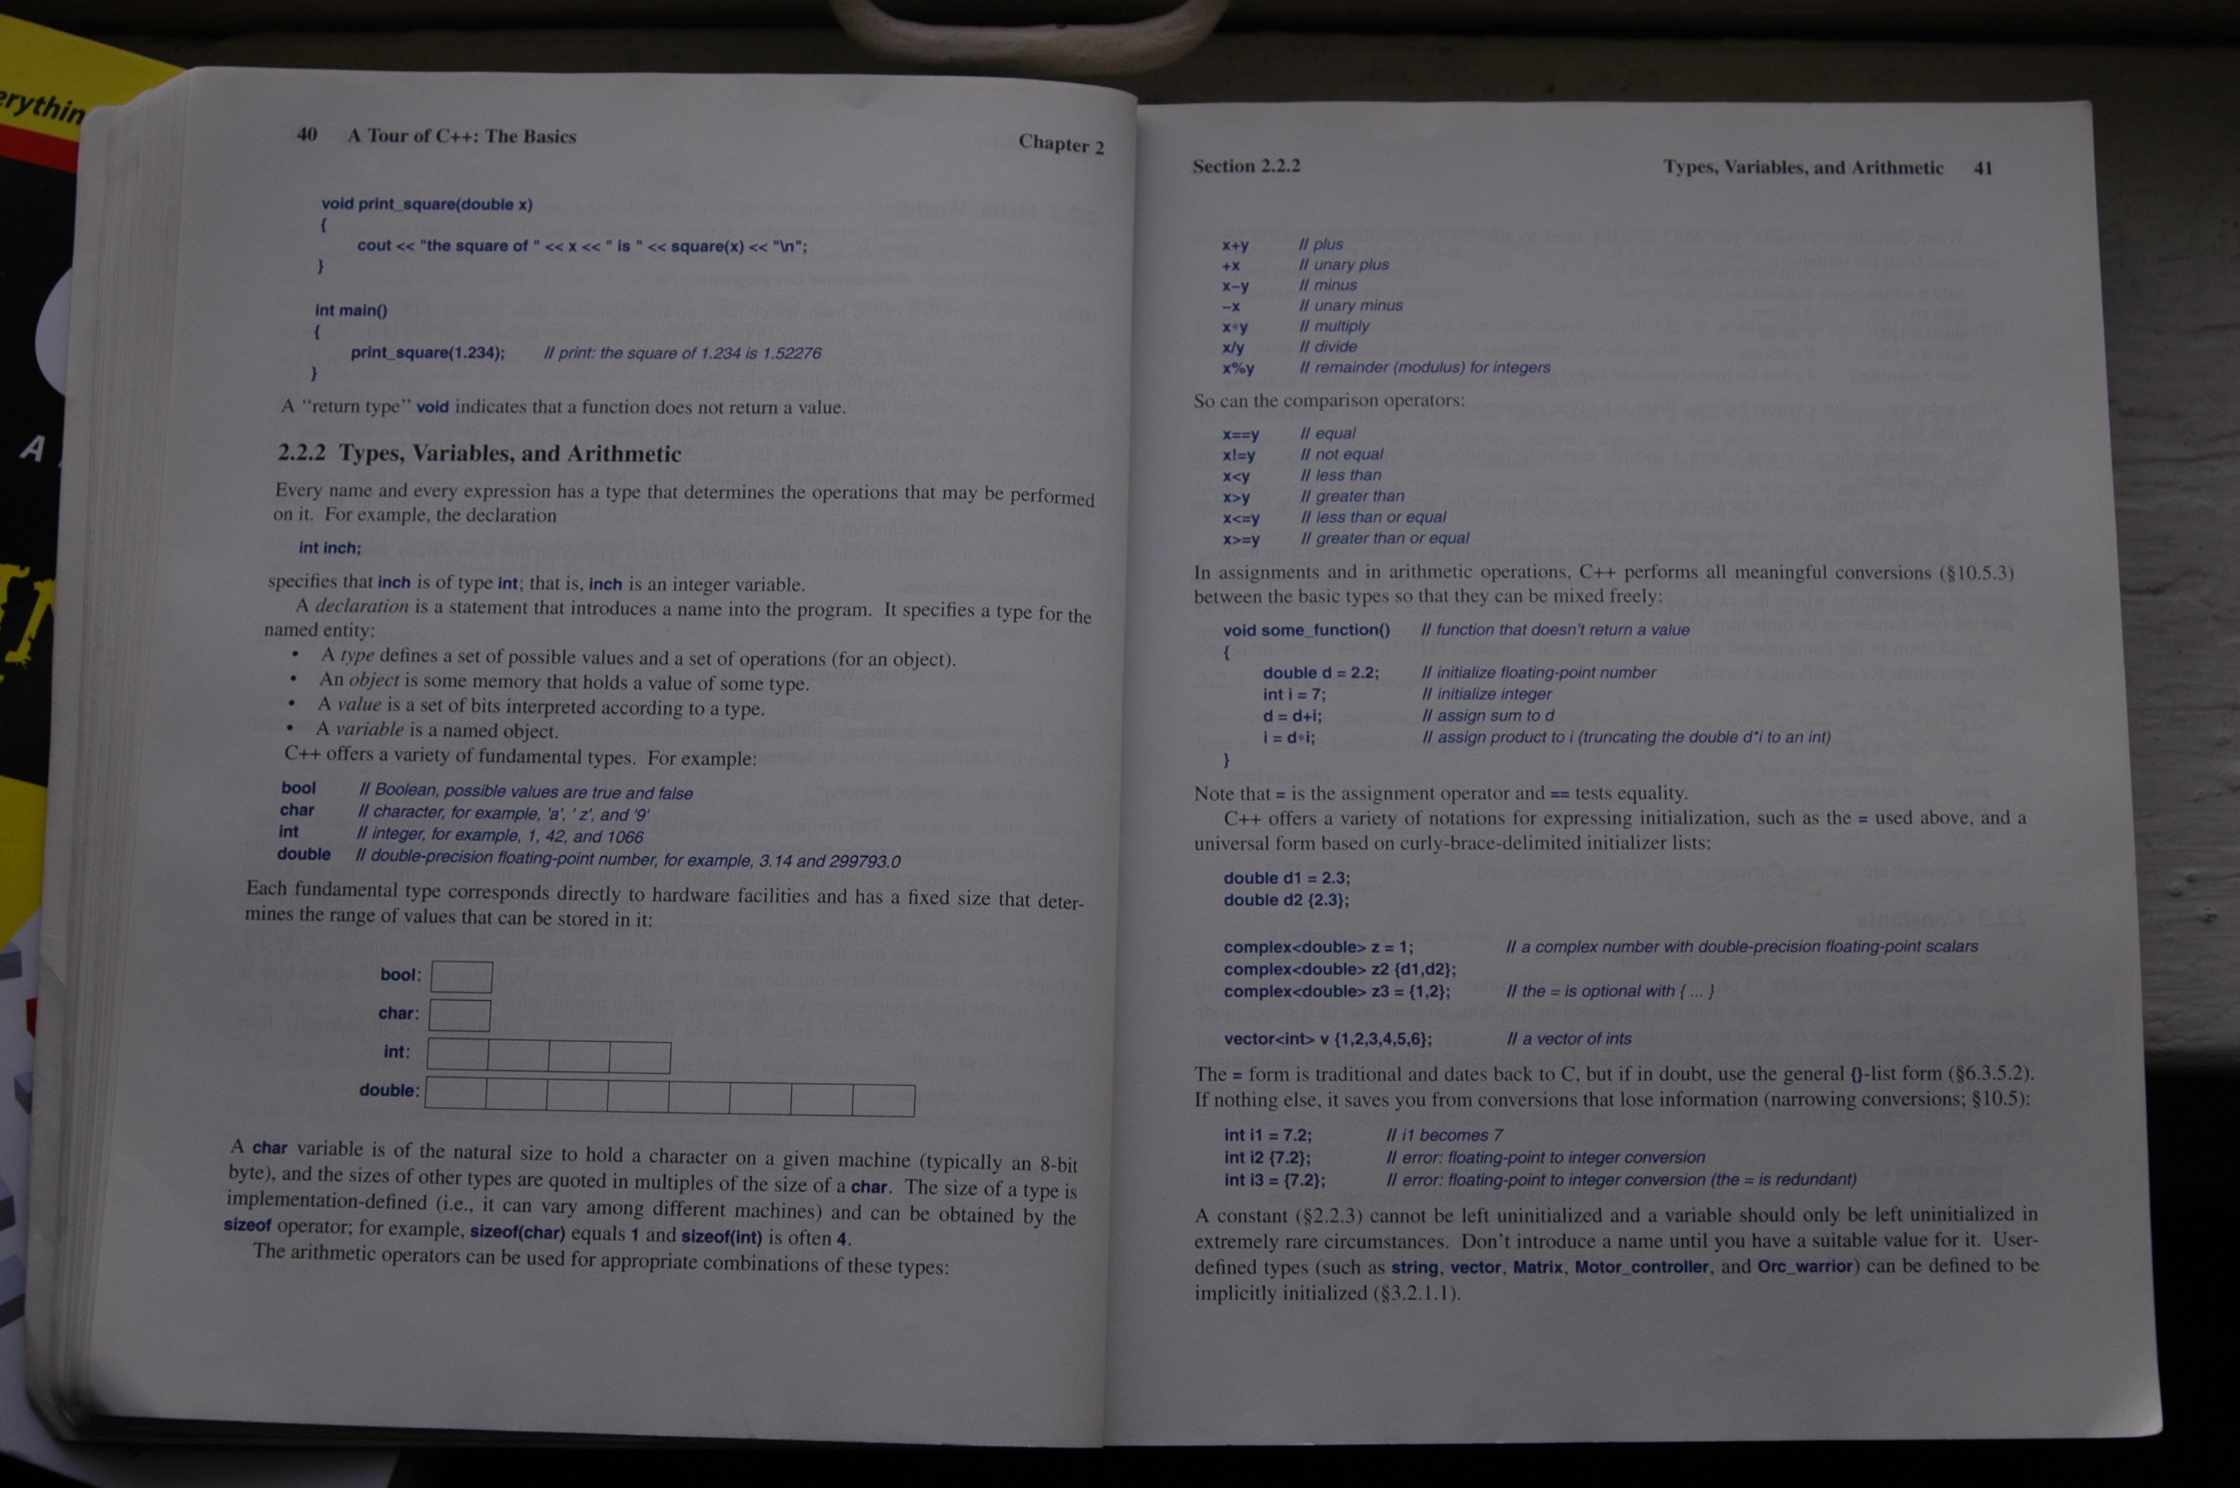 erythin
A
40 A Tour of C++: The Basics Chapter 2
void print_square(double x)
{
cout << "the square of " << x << " is " << square(x) << "\n";
}
int main()
{
print_square(1.234); // print: the square of 1.234 is 1.52276
}
A “return type” void indicates that a function does not return a value.
2.2.2 Types, Variables, and Arithmetic
Every name and every expression has a type that determines the operations that may be performed
on it. For example, the declaration
int inch;
specifies that inch is of type int; that is, inch is an integer variable.
A declaration is a statement that introduces a name into the program. It specifies a type for the
named entity:
• A type defines a set of possible values and a set of operations (for an object).
• An object is some memory that holds a value of some type.
• A value is a set of bits interpreted according to a type.
• A variable is a named object.
C++ offers a variety of fundamental types. For example:
bool // Boolean, possible values are true and false
char // character, for example, 'a', ' z', and '9'
int // integer, for example, 1, 42, and 1066
double // double-precision floating-point number, for example, 3.14 and 299793.0
Each fundamental type corresponds directly to hardware facilities and has a fixed size that deter-
mines the range of values that can be stored in it:
bool:
char:
int:
double:
A char variable is of the natural size to hold a character on a given machine (typically an 8-bit
byte), and the sizes of other types are quoted in multiples of the size of a char. The size of a type is
implementation-defined (i.e., it can vary among different machines) and can be obtained by the
sizeof operator; for example, sizeof(char) equals 1 and sizeof(int) is often 4.
The arithmetic operators can be used for appropriate combinations of these types:
Section 2.2.2 Types, Variables, and Arithmetic 41
x+y // plus
+x // unary plus
x−y // minus
−x // unary minus
x*y // multiply
x/y // divide
x%y // remainder (modulus) for integers
So can the comparison operators:
x==y // equal
x!=y // not equal
x<y // less than
x>y // greater than
x<=y // less than or equal
x>=y // greater than or equal
In assignments and in arithmetic operations, C++ performs all meaningful conversions (§10.5.3)
between the basic types so that they can be mixed freely:
void some_function() // function that doesn't return a value
{
double d = 2.2; // initialize floating-point number
int i = 7; // initialize integer
d = d+i; // assign sum to d
i = d*i; // assign product to i (truncating the double d*i to an int)
}
Note that = is the assignment operator and == tests equality.
C++ offers a variety of notations for expressing initialization, such as the = used above, and a
universal form based on curly-brace-delimited initializer lists:
double d1 = 2.3;
double d2 {2.3};
complex<double> z = 1; // a complex number with double-precision floating-point scalars
complex<double> z2 {d1,d2};
complex<double> z3 = {1,2}; // the = is optional with { ... }
vector<int> v {1,2,3,4,5,6}; // a vector of ints
The = form is traditional and dates back to C, but if in doubt, use the general {}-list form (§6.3.5.2).
If nothing else, it saves you from conversions that lose information (narrowing conversions; §10.5):
int i1 = 7.2; // i1 becomes 7
int i2 {7.2}; // error: floating-point to integer conversion
int i3 = {7.2}; // error: floating-point to integer conversion (the = is redundant)
A constant (§2.2.3) cannot be left uninitialized and a variable should only be left uninitialized in
extremely rare circumstances. Don’t introduce a name until you have a suitable value for it. User-
defined types (such as string, vector, Matrix, Motor_controller, and Orc_warrior) can be defined to be
implicitly initialized (§3.2.1.1).